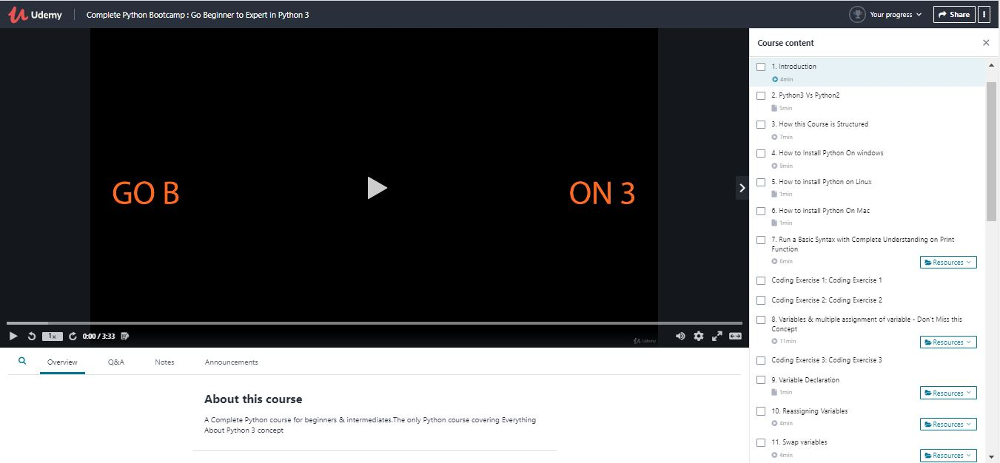 Udemy
Complete Python Bootcamp : Go Beginner to Expert in Python 3
Your progress
Share
GO B
ON 3
1x
0:00 / 3:33
Udemy
Overview
Q&A
Notes
Announcements
About this course
A Complete Python course for beginners & intermediates.The only Python course covering Everything
About Python 3 concept
Course content
1. Introduction
4min
2. Python3 Vs Python2
5min
3. How this Course is Structured
7min
4. How to Install Python On windows
9min
5. How to install Python on Linux
1min
6. How to install Python On Mac
1min
7. Run a Basic Syntax with Complete Understanding on Print
Function
6min
Resources
Coding Exercise 1: Coding Exercise 1
Coding Exercise 2: Coding Exercise 2
8. Variables & multiple assignment of variable - Don't Miss this
Concept
11min
Resources
Coding Exercise 3: Coding Exercise 3
9. Variable Declaration
1min
Resources
10. Reassigning Variables
4min
Resources
11. Swap variables
4min
Resources